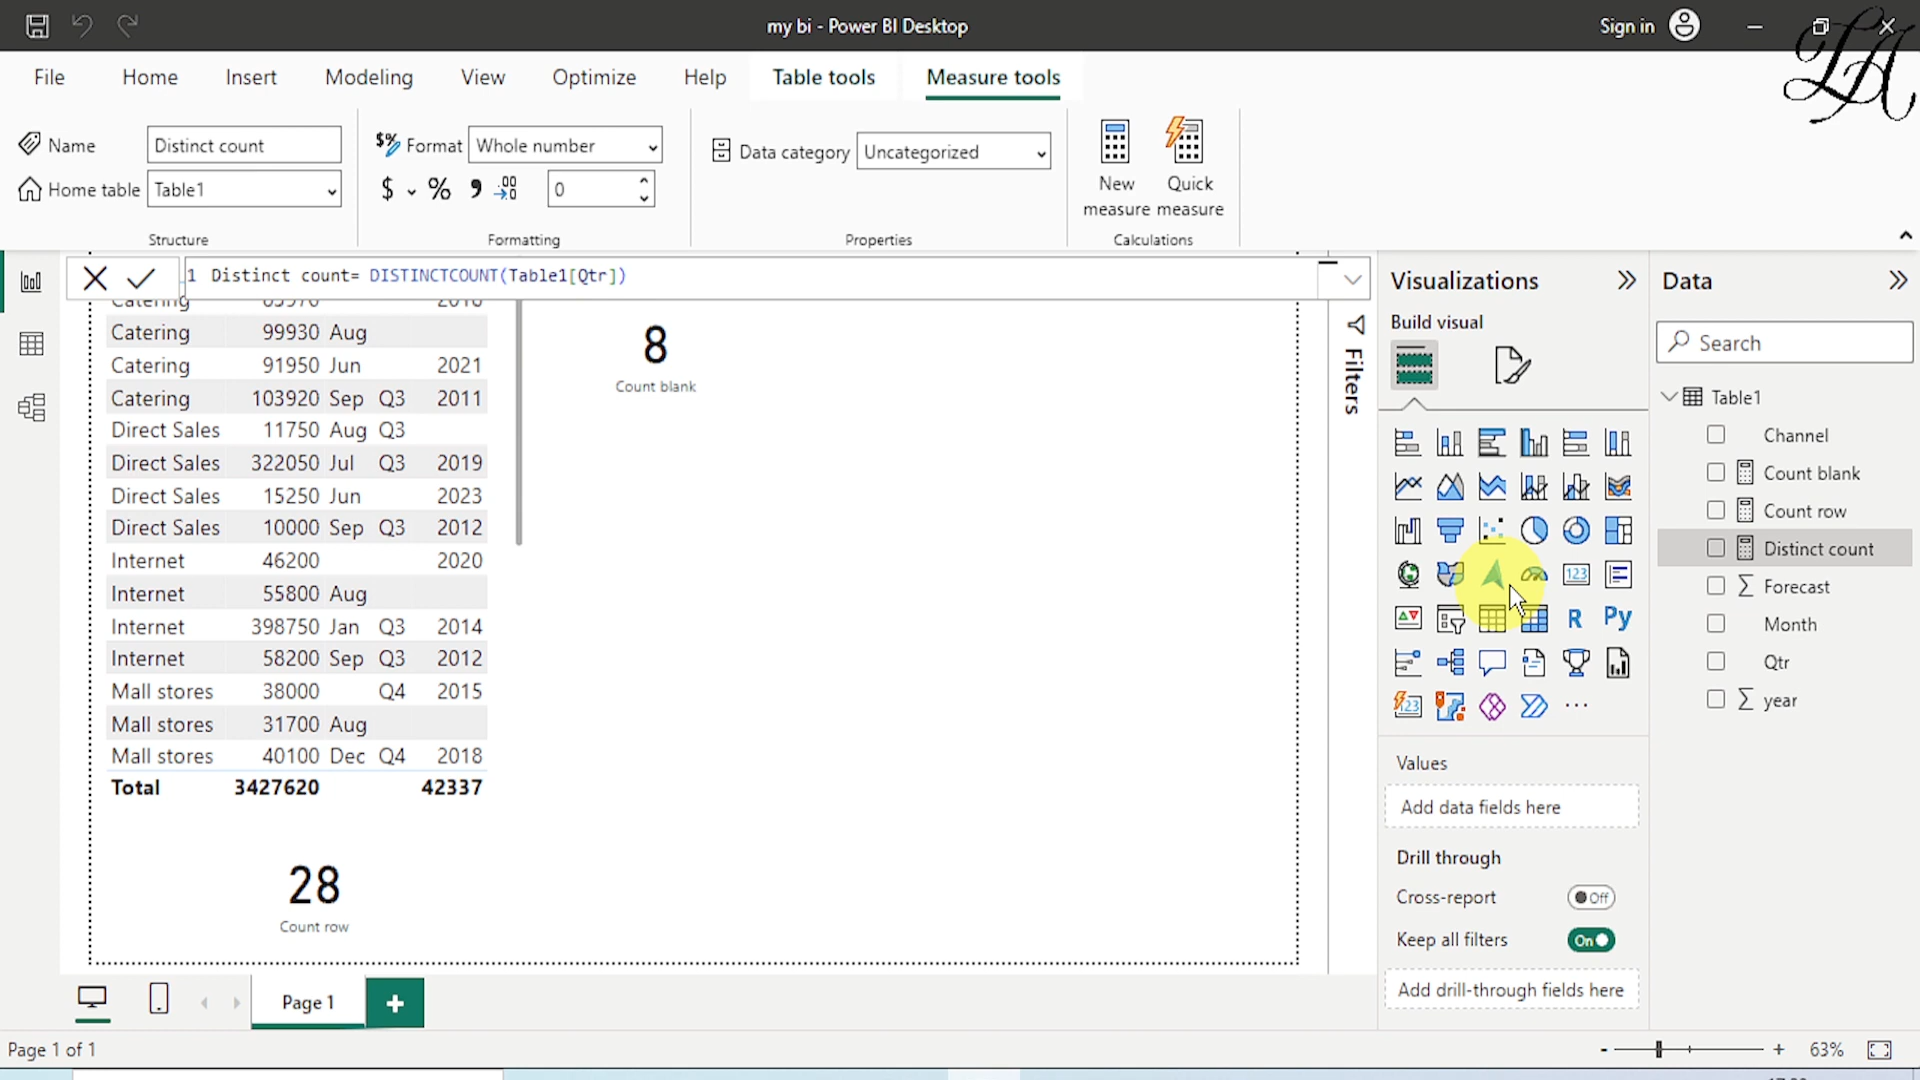 my bi - Power BI Desktop
Sign in
LA
File Home Insert Modeling View Optimize Help Table tools Measure tools
Name Distinct count
Home table Table1
Structure
Format Whole number
$ % 0
Formatting
Data category Uncategorized
Properties
New measure
Quick measure
Calculations
1 Distinct count= DISTINCTCOUNT(Table1[Qtr])
Catering
Catering 99930 Aug
Catering 91950 Jun 2021
Catering 103920 Sep Q3 2011
Direct Sales 11750 Aug Q3
Direct Sales 322050 Jul Q3 2019
Direct Sales 15250 Jun 2023
Direct Sales 10000 Sep Q3 2012
Internet 46200 2020
Internet 55800 Aug
Internet 398750 Jan Q3 2014
Internet 58200 Sep Q3 2012
Mall stores 38000 Q4 2015
Mall stores 31700 Aug
Mall stores 40100 Dec Q4 2018
Total 3427620 42337
8
Count blank
28
Count row
Filters
Visualizations
Build visual
123
R Py
123
Values
Add data fields here
Drill through
Cross-report Off
Keep all filters On
Add drill-through fields here
Data
Search
Table1
Channel
Count blank
Count row
Distinct count
Forecast
Month
Qtr
year
Page 1
Page 1 of 1
- + 63%